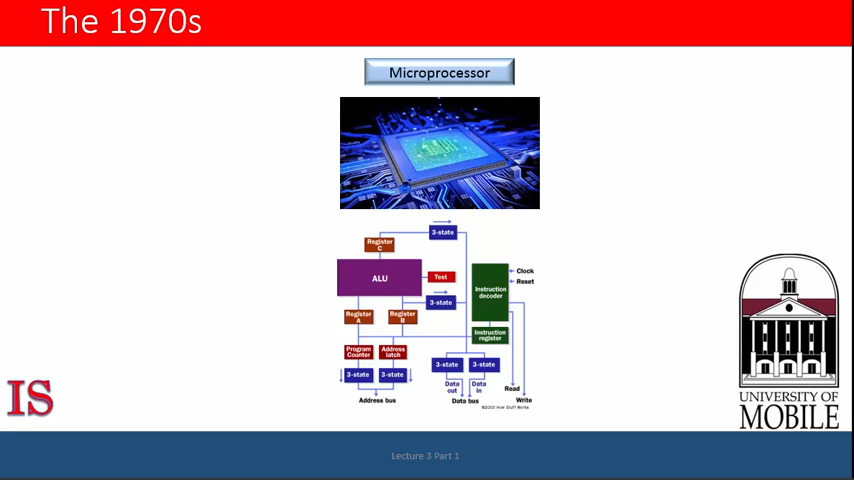 The 1970s
Microprocessor
3-state
Register
C
ALU
Test
Instruction
decoder
Clock
Reset
3-state
Register
A
Register
B
Instruction
register
Program
Counter
Address
latch
3-state
3-state
3-state
3-state
Data
out
Data
in
Read
Address bus
Data bus
Write
©2000 How Stuff Works
IS
UNIVERSITY OF
MOBILE
Lecture 3 Part 1